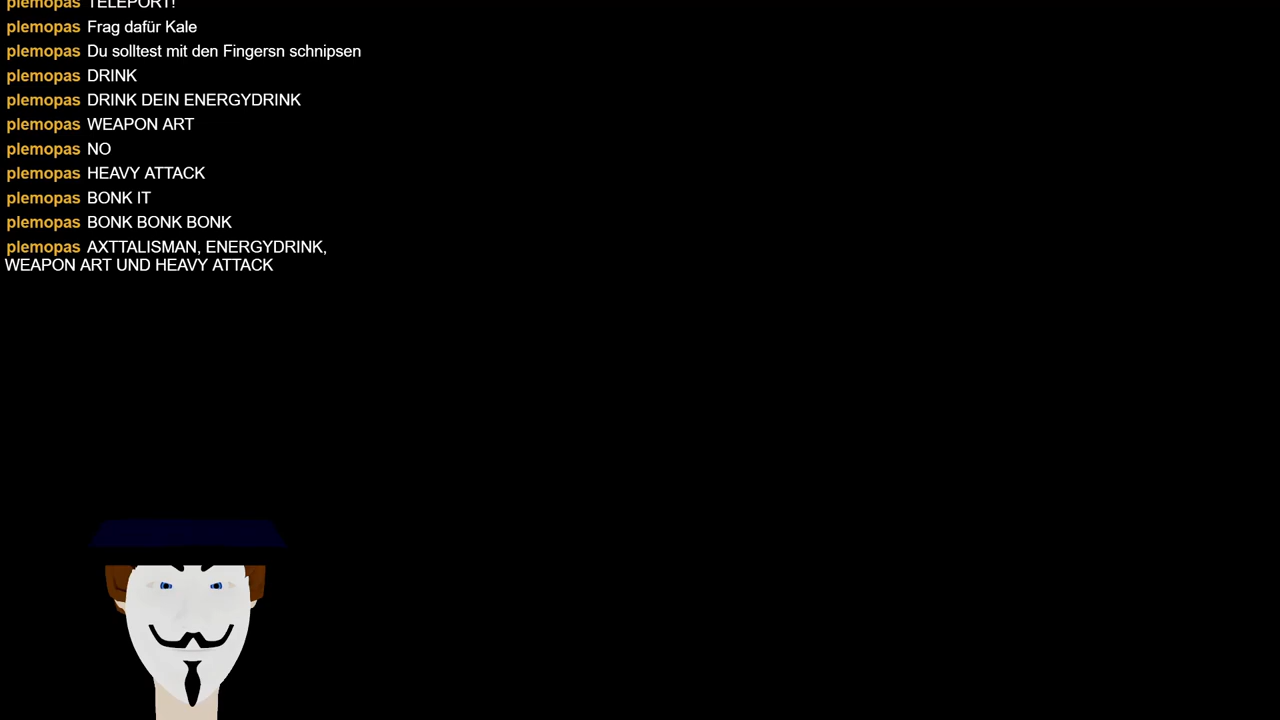 plemopas TELEPORT!
plemopas Frag dafür Kale
plemopas Du solltest mit den Fingersn schnipsen
plemopas DRINK
plemopas DRINK DEIN ENERGYDRINK
plemopas WEAPON ART
plemopas NO
plemopas HEAVY ATTACK
plemopas BONK IT
plemopas BONK BONK BONK
plemopas AXTTALISMAN, ENERGYDRINK,
WEAPON ART UND HEAVY ATTACK